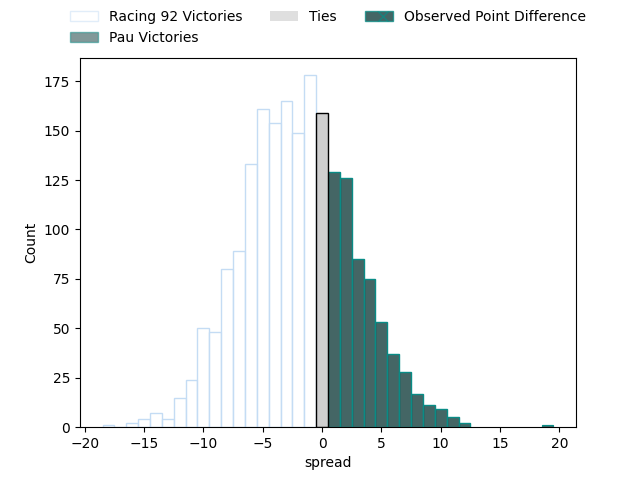 Racing 92 Victories
Ties
Observed Point Difference
Pau Victories
175
150
125
100
75
50
25
0
Count
−20
−15
−10
−5
0
5
10
15
20
spread